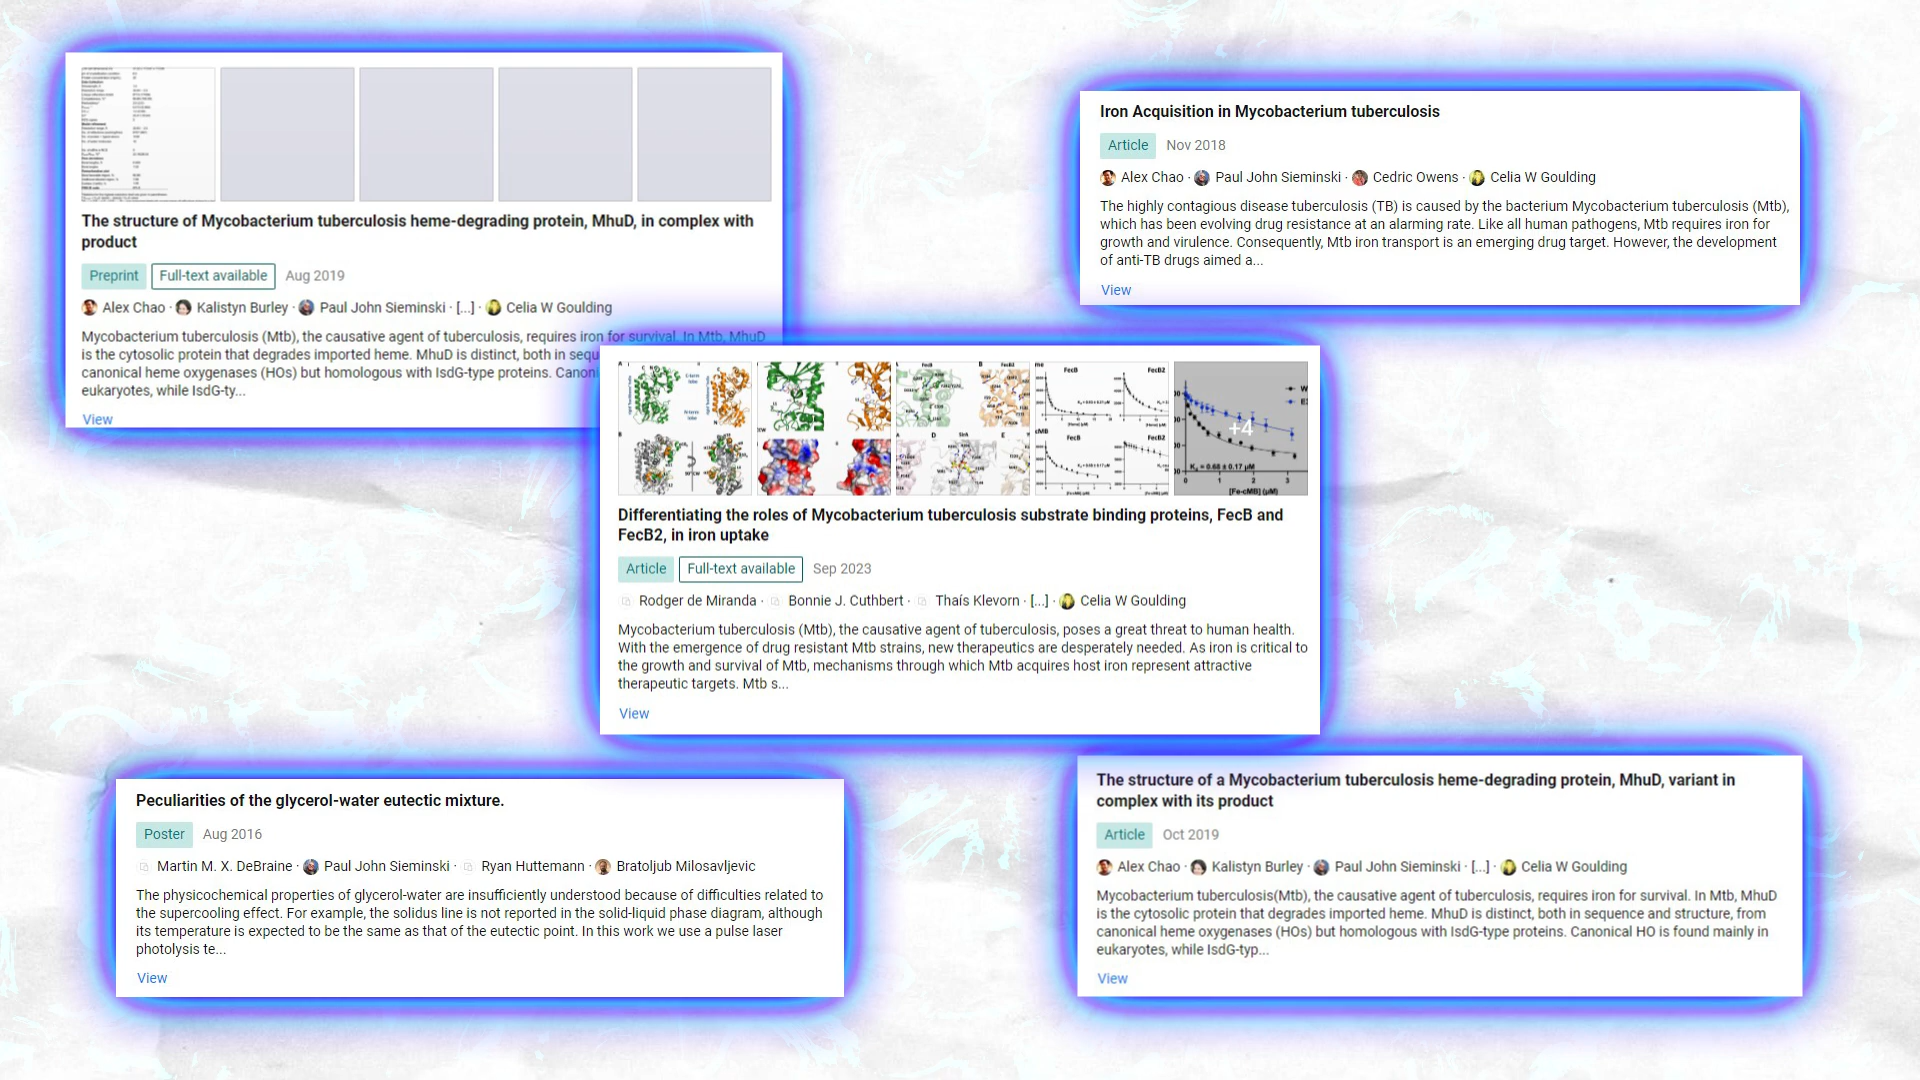 The structure of Mycobacterium tuberculosis heme-degrading protein, MhuD, in complex with
product
Preprint Full-text available Aug 2019
Alex Chao · Kalistyn Burley · Paul John Sieminski · [...] · Celia W Goulding
Mycobacterium tuberculosis (Mtb), the causative agent of tuberculosis, requires iron for survival. In Mtb, MhuD
is the cytosolic protein that degrades imported heme. MhuD is distinct, both in sequ
canonical heme oxygenases (HOs) but homologous with IsdG-type proteins. Canoni
eukaryotes, while IsdG-ty...
View
Iron Acquisition in Mycobacterium tuberculosis
Article Nov 2018
Alex Chao · Paul John Sieminski · Cedric Owens · Celia W Goulding
The highly contagious disease tuberculosis (TB) is caused by the bacterium Mycobacterium tuberculosis (Mtb),
which has been evolving drug resistance at an alarming rate. Like all human pathogens, Mtb requires iron for
growth and virulence. Consequently, Mtb iron transport is an emerging drug target. However, the development
of anti-TB drugs aimed a...
View
FecB FecB2
FecB FecB2
+4
K = 0.68 ± 0.17 µM
0 1 2 3
[Fe-cMB] (µM)
Differentiating the roles of Mycobacterium tuberculosis substrate binding proteins, FecB and
FecB2, in iron uptake
Article Full-text available Sep 2023
Rodger de Miranda · Bonnie J. Cuthbert · Thaís Klevorn · [...] · Celia W Goulding
Mycobacterium tuberculosis (Mtb), the causative agent of tuberculosis, poses a great threat to human health.
With the emergence of drug resistant Mtb strains, new therapeutics are desperately needed. As iron is critical to
the growth and survival of Mtb, mechanisms through which Mtb acquires host iron represent attractive
therapeutic targets. Mtb s...
View
Peculiarities of the glycerol-water eutectic mixture.
Poster Aug 2016
Martin M. X. DeBraine · Paul John Sieminski · Ryan Huttemann · Bratoljub Milosavljevic
The physicochemical properties of glycerol-water are insufficiently understood because of difficulties related to
the supercooling effect. For example, the solidus line is not reported in the solid-liquid phase diagram, although
its temperature is expected to be the same as that of the eutectic point. In this work we use a pulse laser
photolysis te...
View
The structure of a Mycobacterium tuberculosis heme-degrading protein, MhuD, variant in
complex with its product
Article Oct 2019
Alex Chao · Kalistyn Burley · Paul John Sieminski · [...] · Celia W Goulding
Mycobacterium tuberculosis(Mtb), the causative agent of tuberculosis, requires iron for survival. In Mtb, MhuD
is the cytosolic protein that degrades imported heme. MhuD is distinct, both in sequence and structure, from
canonical heme oxygenases (HOs) but homologous with IsdG-type proteins. Canonical HO is found mainly in
eukaryotes, while IsdG-typ...
View